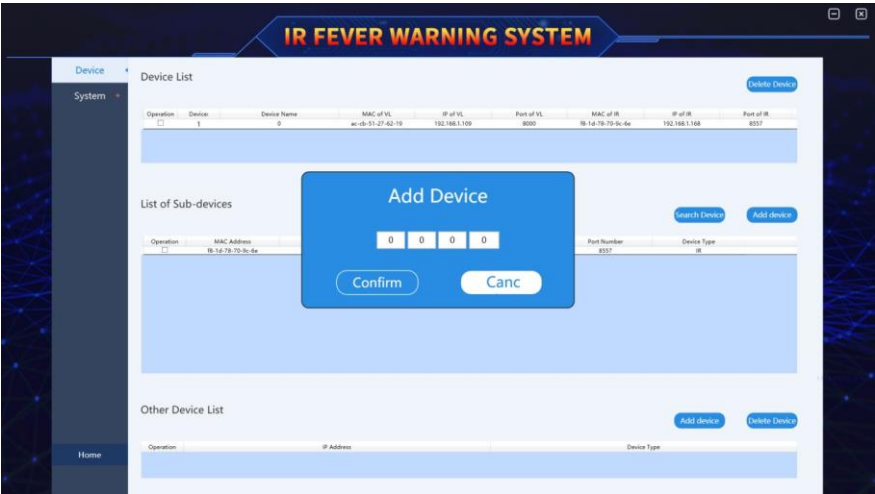 IR FEVER WARNING SYSTEM
Device
System +
Device List
Delete Device
Operation Device Device Name MAC of VL IP of VL Port of VL MAC of IR IP of IR Port of IR
1 0 ac-cb-51-27-62-19 192.168.1.109 8000 f8-1d-78-70-9c-6e 192.168.1.168 8557
List of Sub-devices
Search Device Add device
Operation MAC Address Port Number Device Type
f8-1d-78-70-9c-6e 8557 IR
Add Device
0 0 0 0
Confirm Canc
Other Device List
Add device Delete Device
Operation IP Address Device Type
Home